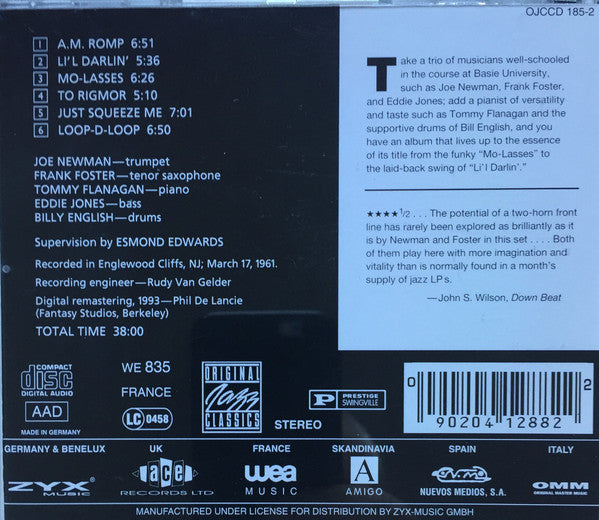 OJCCD 185-2
1 A.M. ROMP 6:51
2 LI'L DARLIN' 5:36
3 MO-LASSES 6:26
4 TO RIGMOR 5:10
5 JUST SQUEEZE ME 7:01
6 LOOP-D-LOOP 6:50
JOE NEWMAN—trumpet
FRANK FOSTER—tenor saxophone
TOMMY FLANAGAN—piano
EDDIE JONES—bass
BILLY ENGLISH—drums
Supervision by ESMOND EDWARDS
Recorded in Englewood Cliffs, NJ; March 17, 1961.
Recording engineer—Rudy Van Gelder
Digital remastering, 1993—Phil De Lancie
(Fantasy Studios, Berkeley)
TOTAL TIME 38:00
Take a trio of musicians well-schooled
in the course at Basie University,
such as Joe Newman, Frank Foster,
and Eddie Jones; add a pianist of versatility
and taste such as Tommy Flanagan and the
supportive drums of Bill English, and you
have an album that lives up to the essence
of its title from the funky "Mo-Lasses" to
the laid-back swing of "Li'l Darlin'."
★★★★1/2 . . . The potential of a two-horn front
line has rarely been explored as brilliantly as it
is by Newman and Foster in this set . . . . Both
of them play here with more imagination and
vitality than is normally found in a month's
supply of jazz LPs.
—John S. Wilson, Down Beat
COMPACT
disc
DIGITAL AUDIO
AAD
MADE IN GERMANY
WE 835
FRANCE
LC 0458
ORIGINAL
Jazz
CLASSICS
STEREO
P PRESTIGE
SWINGVILLE
0 2
90204 12882
GERMANY & BENELUX UK FRANCE SKANDINAVIA SPAIN ITALY
ZYX
MUSIC
ace
RECORDS LTD
wea
MUSIC
A
AMIGO
N.M.
NUEVOS MEDIOS, S.A.
OMM
ORIGINAL MASTER MUSIC
MANUFACTURED UNDER LICENSE FOR DISTRIBUTION BY ZYX-MUSIC GMBH